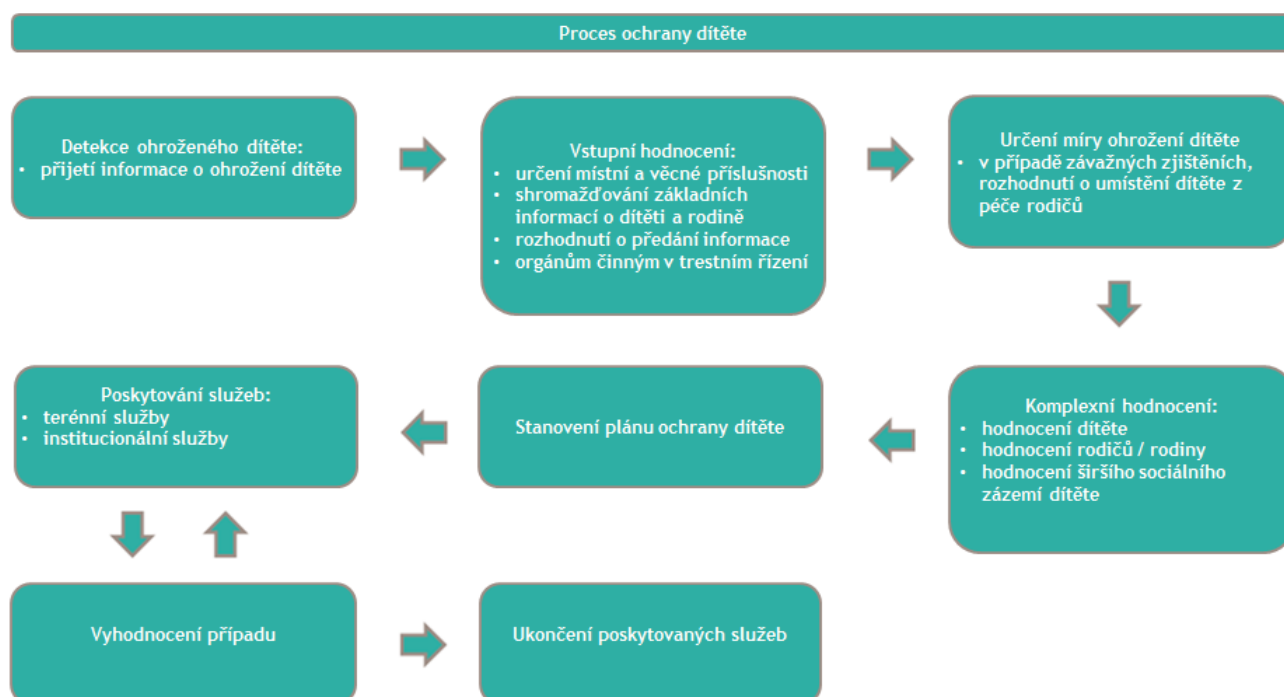 Proces ochrany dítěte
Detekce ohroženého dítěte:
• přijetí informace o ohrožení dítěte
Vstupní hodnocení:
• určení místní a věcné příslušnosti
• shromažďování základních
informací o dítěti a rodině
• rozhodnutí o předání informace
• orgánům činným v trestním řízení
Určení míry ohrožení dítěte
• v případě závažných zjištěních,
rozhodnutí o umístění dítěte z
péče rodičů
Komplexní hodnocení:
• hodnocení dítěte
• hodnocení rodičů / rodiny
• hodnocení širšího sociálního
zázemí dítěte
Stanovení plánu ochrany dítěte
Poskytování služeb:
• terénní služby
• institucionální služby
Vyhodnocení případu
Ukončení poskytovaných služeb